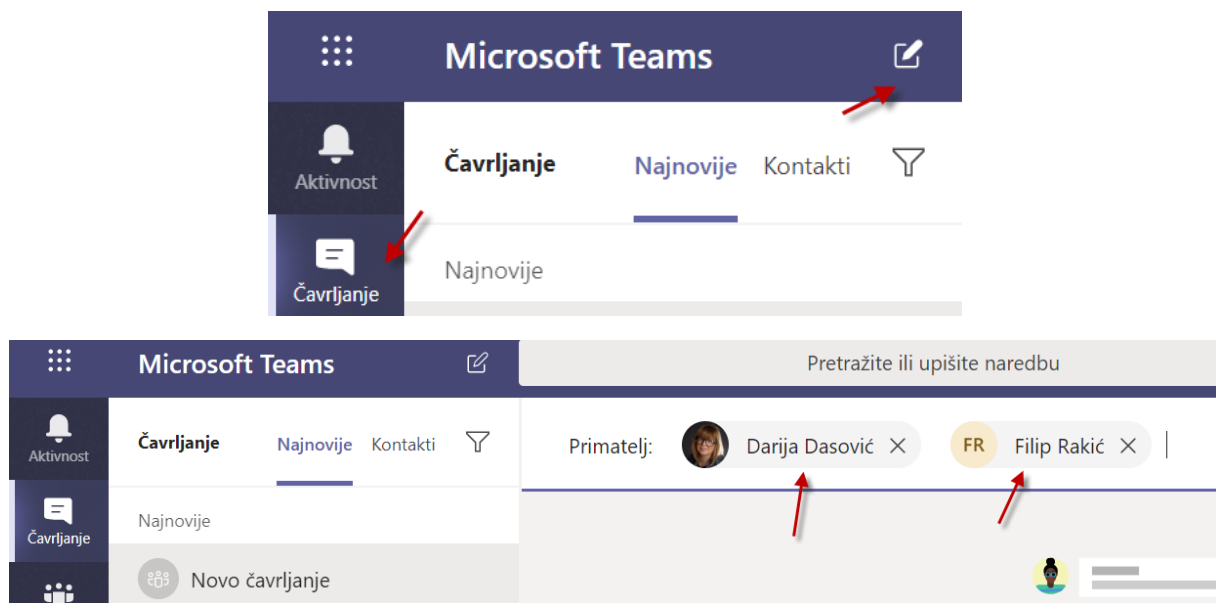 Microsoft Teams
Aktivnost
Čavrljanje Najnovije Kontakti
Čavrljanje
Najnovije
Microsoft Teams Pretražite ili upišite naredbu
Aktivnost
Čavrljanje Najnovije Kontakti Primatelj: Darija Dasović FR Filip Rakić
Čavrljanje
Najnovije
Novo čavrljanje